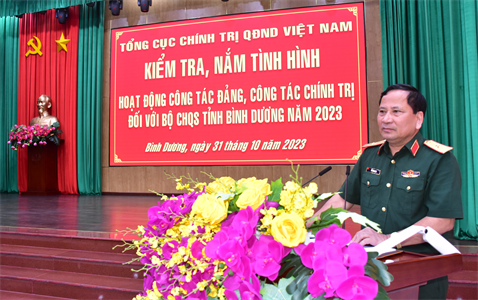 TỔNG CỤC CHÍNH TRỊ QĐND VIỆT NAM
KIỂM TRA, NẮM TÌNH HÌNH
HOẠT ĐỘNG CÔNG TÁC ĐẢNG, CÔNG TÁC CHÍNH TRỊ
ĐỐI VỚI BỘ CHQS TỈNH BÌNH DƯƠNG NĂM 2023
Bình Dương, ngày 31 tháng 10 năm 2023